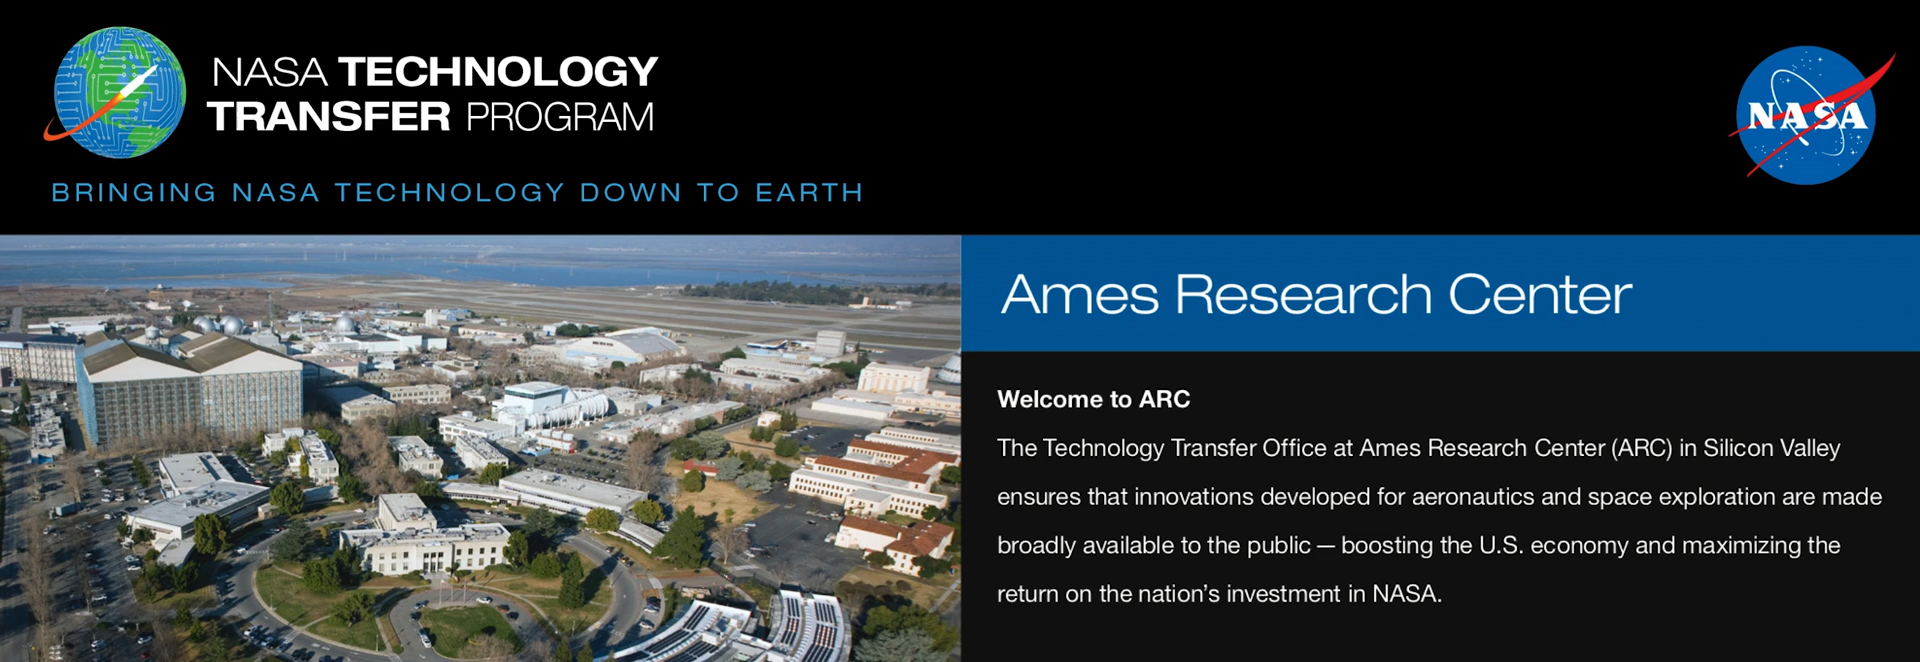 NASA TECHNOLOGY
TRANSFER PROGRAM
BRINGING NASA TECHNOLOGY DOWN TO EARTH
NASA
Ames Research Center
Welcome to ARC
The Technology Transfer Office at Ames Research Center (ARC) in Silicon Valley
ensures that innovations developed for aeronautics and space exploration are made
broadly available to the public — boosting the U.S. economy and maximizing the
return on the nation’s investment in NASA.